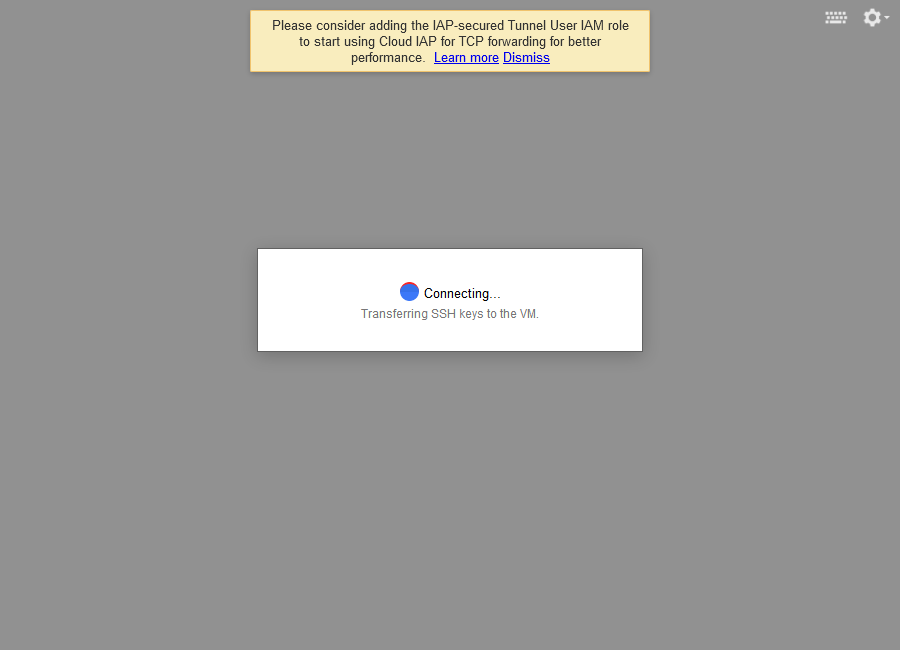 Please consider adding the IAP-secured Tunnel User IAM role
to start using Cloud IAP for TCP forwarding for better
performance. Learn more Dismiss
Connecting...
Transferring SSH keys to the VM.